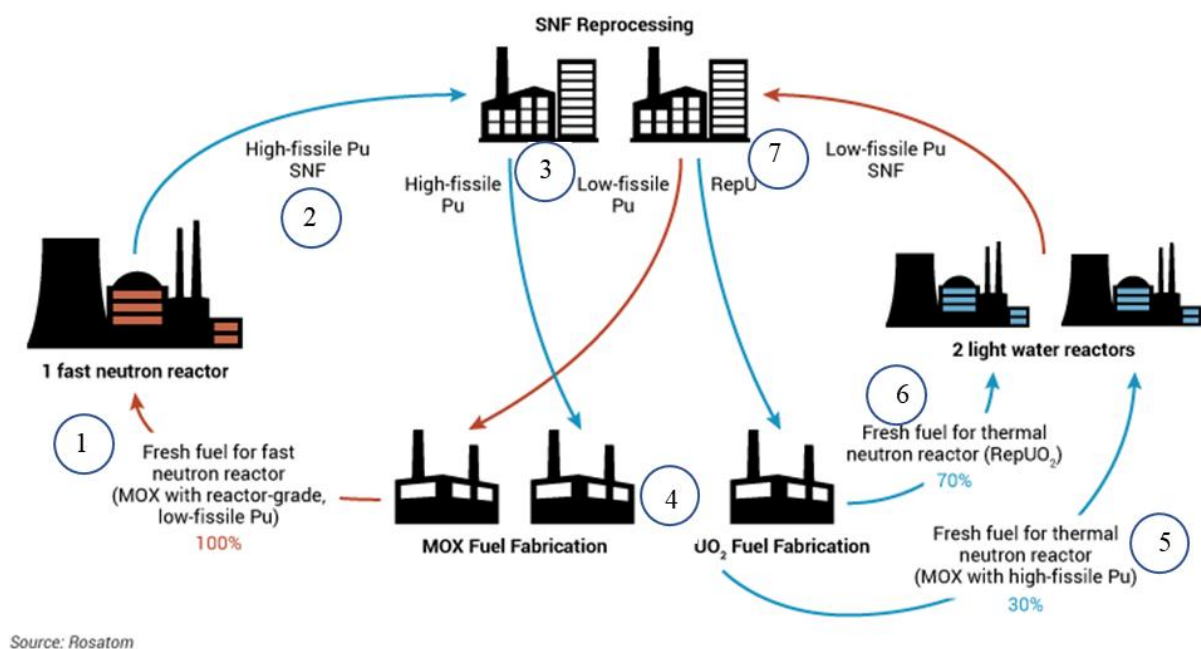 SNF Reprocessing
High-fissile Pu
SNF
2
High-fissile
Pu
3
Low-fissile
Pu
RepU
7
Low-fissile Pu
SNF
1 fast neutron reactor
2 light water reactors
1
Fresh fuel for fast
neutron reactor
(MOX with reactor-grade,
low-fissile Pu)
100%
MOX Fuel Fabrication
4
UO₂ Fuel Fabrication
6
Fresh fuel for thermal
neutron reactor (RepUO₂)
70%
Fresh fuel for thermal
neutron reactor
(MOX with high-fissile Pu)
30%
5
Source: Rosatom